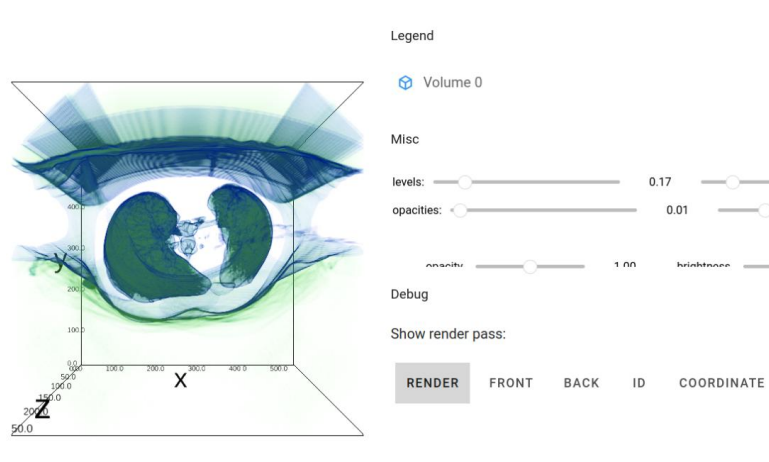 Legend
Volume 0
Misc
levels: 0.17
opacities: 0.01
opacity 1.00 brightness
Debug
Show render pass:
RENDER FRONT BACK ID COORDINATE
400.0
300.0
y
200.0
100.0
0.0
100.0 200.0 300.0 400.0 500.0
X
50.0
100.0
150.0
200.0
Z
50.0